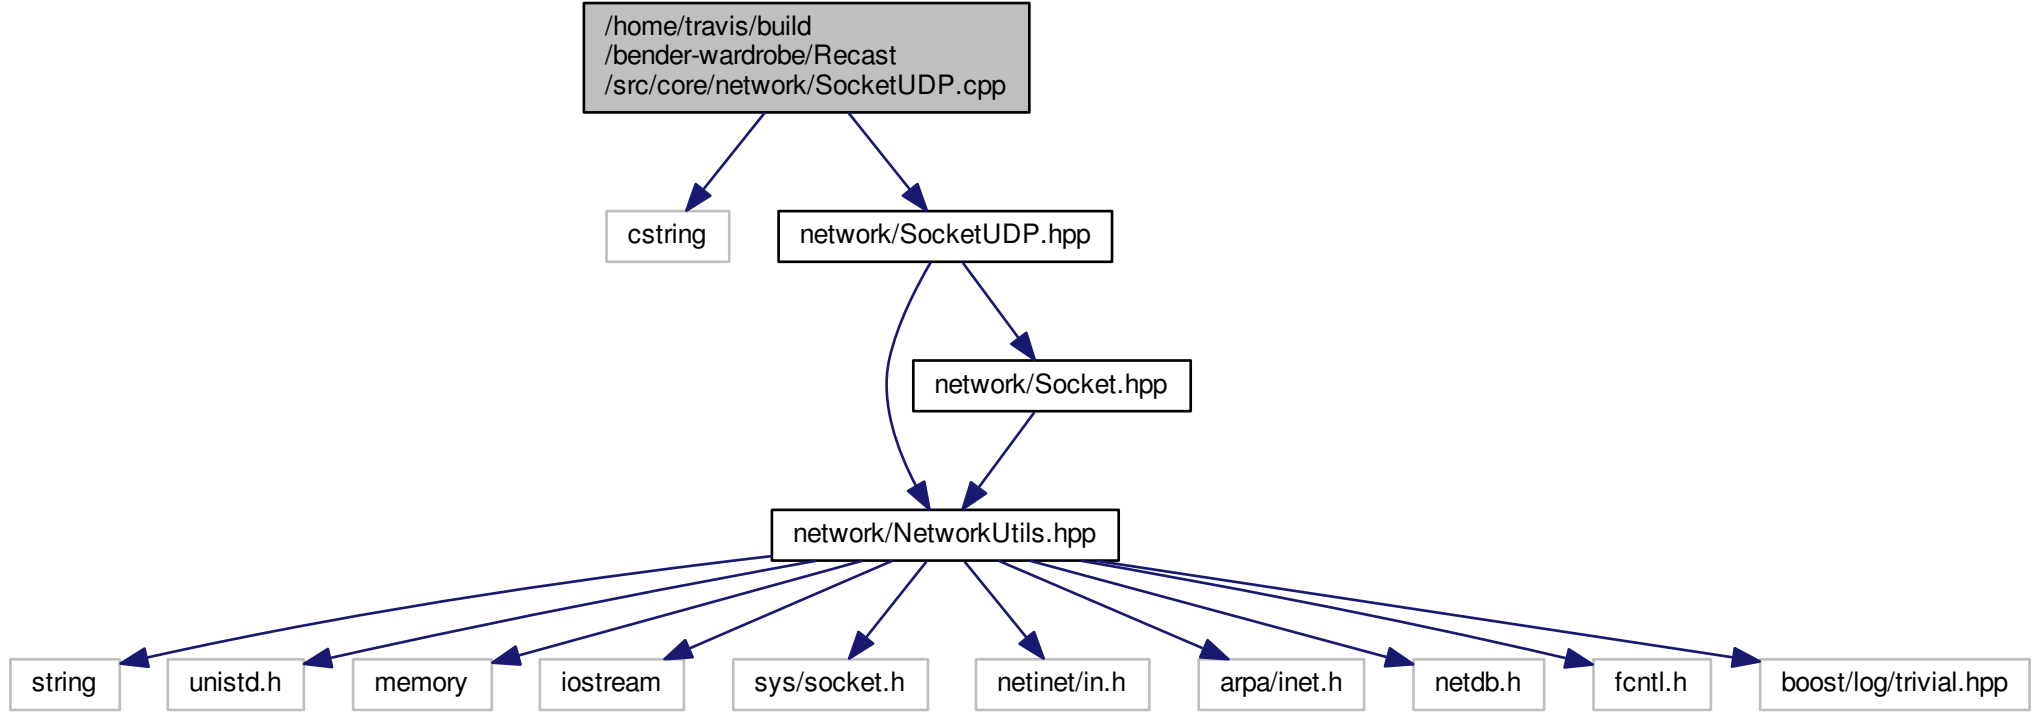 /home/travis/build
/bender-wardrobe/Recast
/src/core/network/SocketUDP.cpp
cstring
network/SocketUDP.hpp
network/Socket.hpp
network/NetworkUtils.hpp
string
unistd.h
memory
iostream
sys/socket.h
netinet/in.h
arpa/inet.h
netdb.h
fcntl.h
boost/log/trivial.hpp